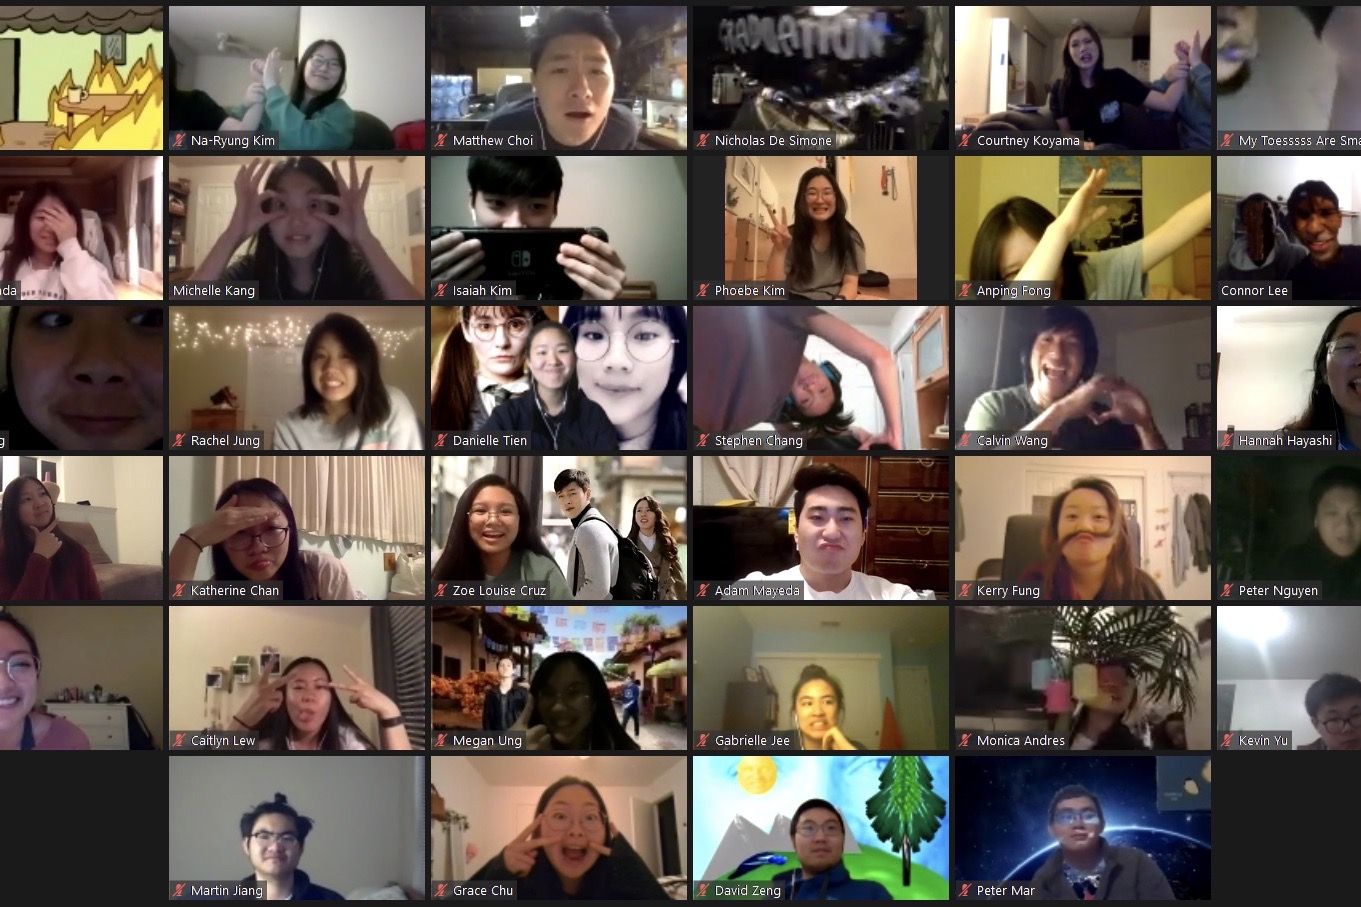 Na-Ryung Kim
Matthew Choi
GRADUATION
Nicholas De Simone
Courtney Koyama
My Toesssss Are Sma
da
Michelle Kang
SWITCH
Isaiah Kim
Phoebe Kim
Anping Fong
Connor Lee
g
Rachel Jung
Danielle Tien
Stephen Chang
Calvin Wang
Hannah Hayashi
Katherine Chan
Zoe Louise Cruz
Adam Mayeda
Kerry Fung
Peter Nguyen
Caitlyn Lew
Megan Ung
Gabrielle Jee
Monica Andres
Kevin Yu
Martin Jiang
Grace Chu
David Zeng
Peter Mar